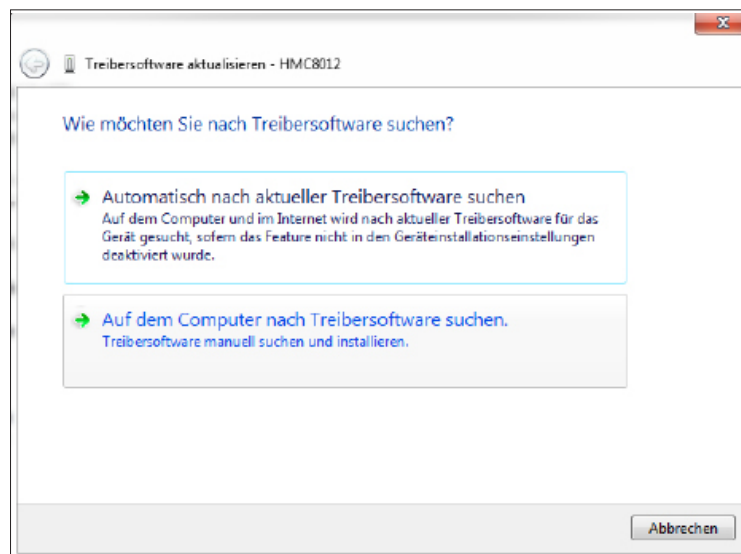 Treibersoftware aktualisieren - HMC8012
Wie möchten Sie nach Treibersoftware suchen?
Automatisch nach aktueller Treibersoftware suchen
Auf dem Computer und im Internet wird nach aktueller Treibersoftware für das
Gerät gesucht, sofern das Feature nicht in den Geräteinstallationseinstellungen
deaktiviert wurde.
Auf dem Computer nach Treibersoftware suchen.
Treibersoftware manuell suchen und installieren.
Abbrechen